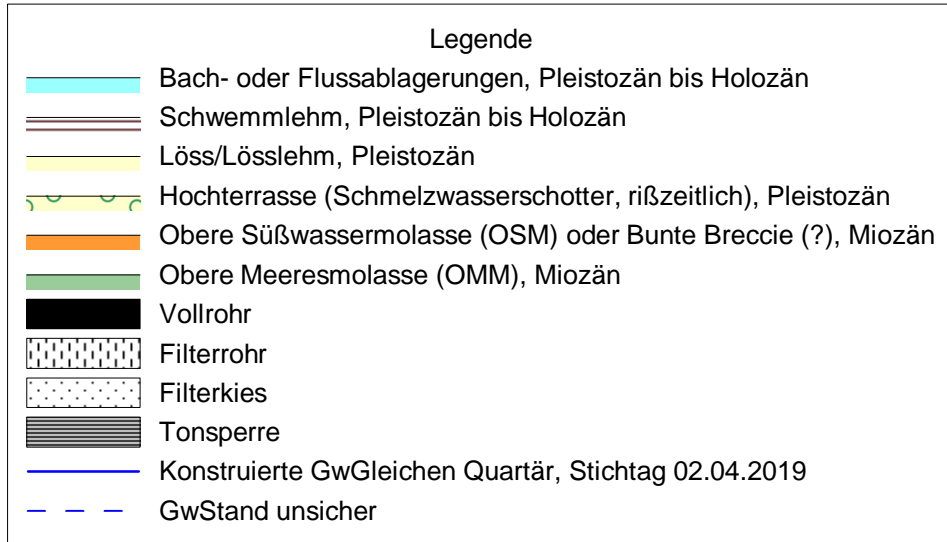 Legende
Bach- oder Flussablagerungen, Pleistozän bis Holozän
Schwemmlehm, Pleistozän bis Holozän
Löss/Lösslehm, Pleistozän
Hochterrasse (Schmelzwasserschotter, rißzeitlich), Pleistozän
Obere Süßwassermolasse (OSM) oder Bunte Breccie (?), Miozän
Obere Meeresmolasse (OMM), Miozän
Vollrohr
Filterrohr
Filterkies
Tonsperre
Konstruierte GwGleichen Quartär, Stichtag 02.04.2019
GwStand unsicher